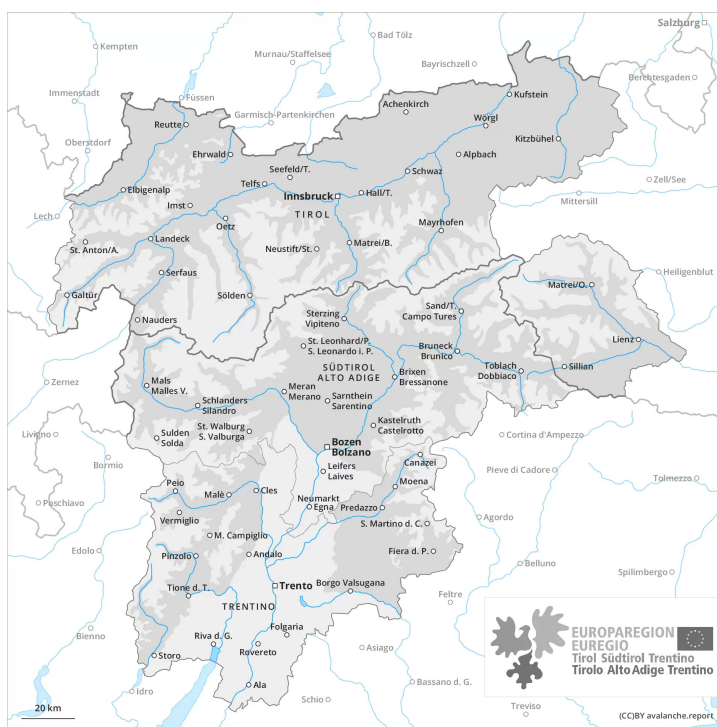 Salzburg
Kempten
Bad Tölz
Murnau/Staffelsee
Bayrischzell
Berchtesgaden
Immenstadt
Füssen
Garmisch-Partenkirchen
Achenkirch
Kufstein
Reutte
Wörgl
Oberstdorf
Ehrwald
Kitzbühel
Alpbach
Seefeld/T.
Schwaz
Zell/See
Elbigenalp
Telfs
Innsbruck
Hall/T.
Mittersill
Imst
TIROL
Lech
Oetz
Mayrhofen
St. Anton/A.
Landeck
Neustift/St.
Matrei/B.
Serfaus
Heiligenblut
Galtür
Sölden
Matrei/O.
Nauders
Sterzing
Vipiteno
Sand/T.
Campo Tures
St. Leonhard/P.
S. Leonardo i. P.
Bruneck
Brunico
Lienz
SÜDTIROL
ALTO ADIGE
Toblach
Dobbiaco
Sillian
Zernez
Mals
Malles V.
Meran
Merano
Brixen
Bressanone
Schlanders
Silandro
Sarnthein
Sarentino
St. Walburg
S. Valburga
Kastelruth
Castelrotto
Livigno
Sulden
Solda
Bozen
Bolzano
Cortina d'Ampezzo
Bormio
Canazei
Pieve di Cadore
Leifers
Laives
Peio
Moena
Tolmezzo
Malè
Cles
Neumarkt
Egna
Poschiavo
Predazzo
Vermiglio
Agordo
S. Martino d. C.
M. Campiglio
Edolo
Pinzolo
Andalo
Fiera d. P.
Belluno
Spilimbergo
Tione d. T.
Trento
Borgo Valsugana
Feltre
TRENTINO
Bienno
Folgaria
Riva d. G.
Rovereto
Asiago
Storo
Bassano d. G.
Idro
Ala
Schio
Treviso
EUROPAREGION
EUREGIO
Tirol Südtirol Trentino
Tirolo Alto Adige Trentino
20 km
(CC)BY avalanche.report